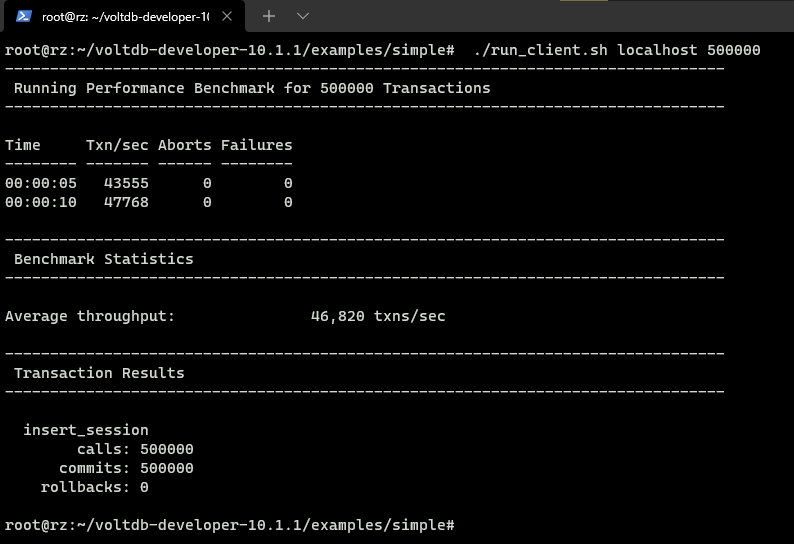 root@rz: ~/voltdb-developer-1(
root@rz:~/voltdb-developer-10.1.1/examples/simple#  ./run_client.sh localhost 500000
--------------------------------------------------------------------------------
 Running Performance Benchmark for 500000 Transactions
--------------------------------------------------------------------------------
Time     Txn/sec Aborts Failures
-------- ------- ------ --------
00:00:05   43555      0        0
00:00:10   47768      0        0
--------------------------------------------------------------------------------
 Benchmark Statistics
--------------------------------------------------------------------------------
Average throughput:               46,820 txns/sec
--------------------------------------------------------------------------------
 Transaction Results
--------------------------------------------------------------------------------
  insert_session
        calls: 500000
      commits: 500000
    rollbacks: 0
root@rz:~/voltdb-developer-10.1.1/examples/simple#